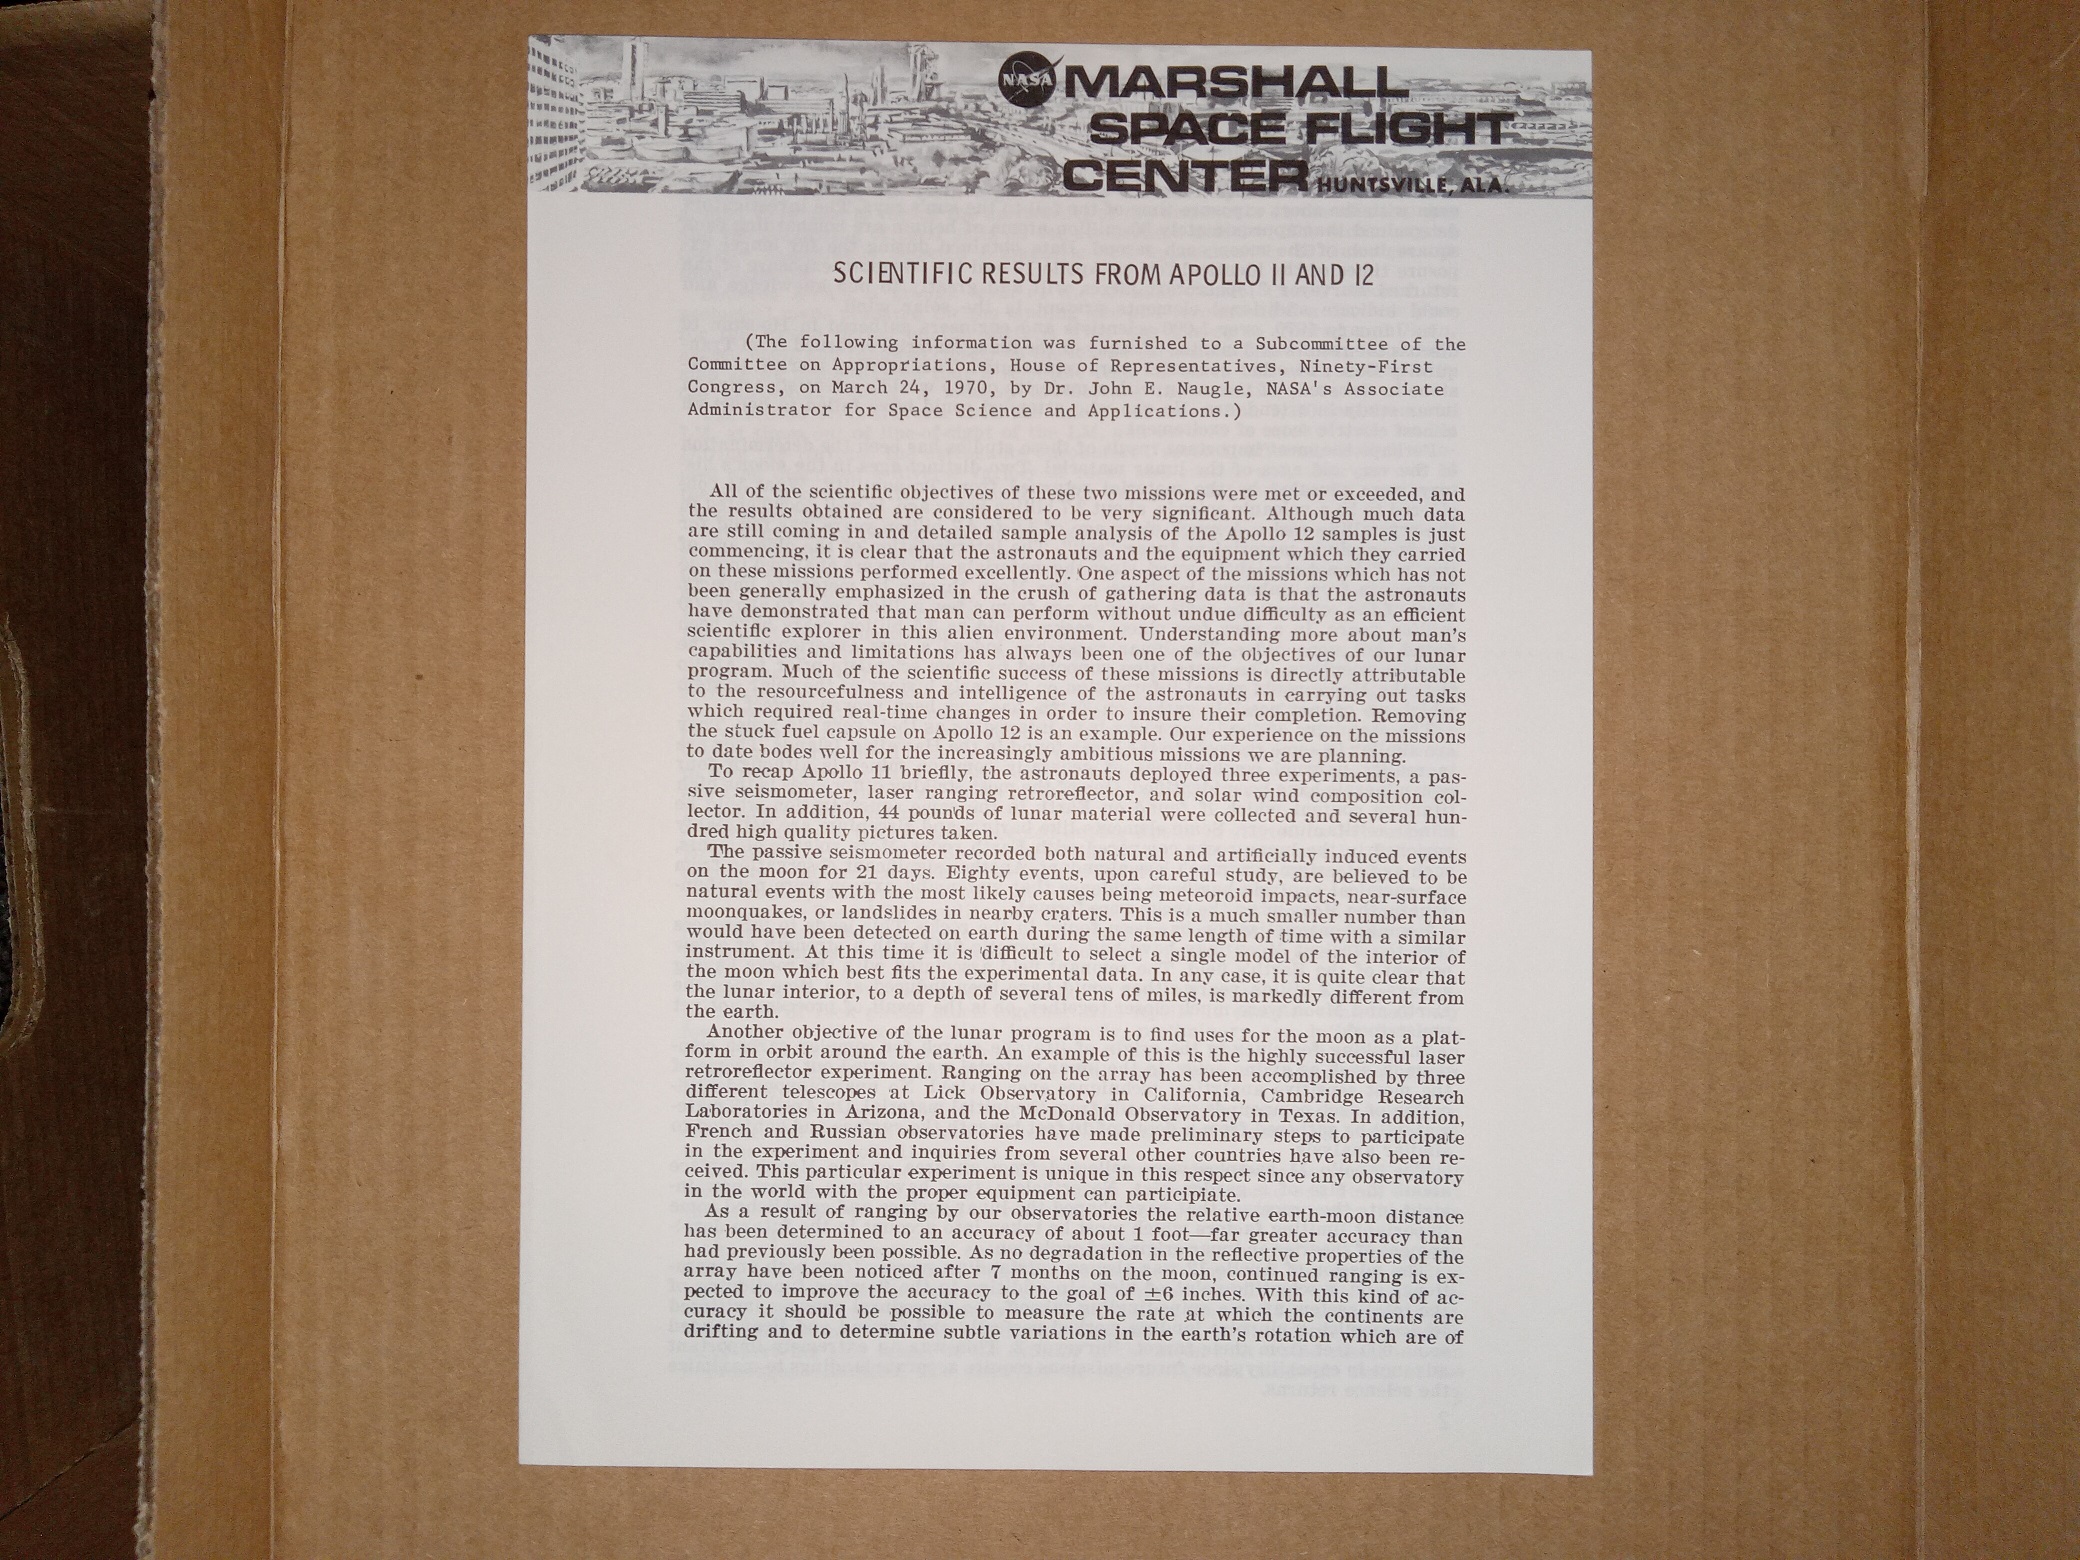 NASA MARSHALL
SPACE FLIGHT
CENTER HUNTSVILLE, ALA.
SCIENTIFIC RESULTS FROM APOLLO 11 AND 12
(The following information was furnished to a Subcommittee of the
Committee on Appropriations, House of Representatives, Ninety-First
Congress, on March 24, 1970, by Dr. John E. Naugle, NASA's Associate
Administrator for Space Science and Applications.)
All of the scientific objectives of these two missions were met or exceeded, and
the results obtained are considered to be very significant. Although much data
are still coming in and detailed sample analysis of the Apollo 12 samples is just
commencing, it is clear that the astronauts and the equipment which they carried
on these missions performed excellently. One aspect of the missions which has not
been generally emphasized in the crush of gathering data is that the astronauts
have demonstrated that man can perform without undue difficulty as an efficient
scientific explorer in this alien environment. Understanding more about man's
capabilities and limitations has always been one of the objectives of our lunar
program. Much of the scientific success of these missions is directly attributable
to the resourcefulness and intelligence of the astronauts in carrying out tasks
which required real-time changes in order to insure their completion. Removing
the stuck fuel capsule on Apollo 12 is an example. Our experience on the missions
to date bodes well for the increasingly ambitious missions we are planning.
To recap Apollo 11 briefly, the astronauts deployed three experiments, a pas-
sive seismometer, laser ranging retroreflector, and solar wind composition col-
lector. In addition, 44 pounds of lunar material were collected and several hun-
dred high quality pictures taken.
The passive seismometer recorded both natural and artificially induced events
on the moon for 21 days. Eighty events, upon careful study, are believed to be
natural events with the most likely causes being meteoroid impacts, near-surface
moonquakes, or landslides in nearby craters. This is a much smaller number than
would have been detected on earth during the same length of time with a similar
instrument. At this time it is difficult to select a single model of the interior of
the moon which best fits the experimental data. In any case, it is quite clear that
the lunar interior, to a depth of several tens of miles, is markedly different from
the earth.
Another objective of the lunar program is to find uses for the moon as a plat-
form in orbit around the earth. An example of this is the highly successful laser
retroreflector experiment. Ranging on the array has been accomplished by three
different telescopes at Lick Observatory in California, Cambridge Research
Laboratories in Arizona, and the McDonald Observatory in Texas. In addition,
French and Russian observatories have made preliminary steps to participate
in the experiment and inquiries from several other countries have also been re-
ceived. This particular experiment is unique in this respect since any observatory
in the world with the proper equipment can participiate.
As a result of ranging by our observatories the relative earth-moon distance
has been determined to an accuracy of about 1 foot—far greater accuracy than
had previously been possible. As no degradation in the reflective properties of the
array have been noticed after 7 months on the moon, continued ranging is ex-
pected to improve the accuracy to the goal of ±6 inches. With this kind of ac-
curacy it should be possible to measure the rate at which the continents are
drifting and to determine subtle variations in the earth's rotation which are of